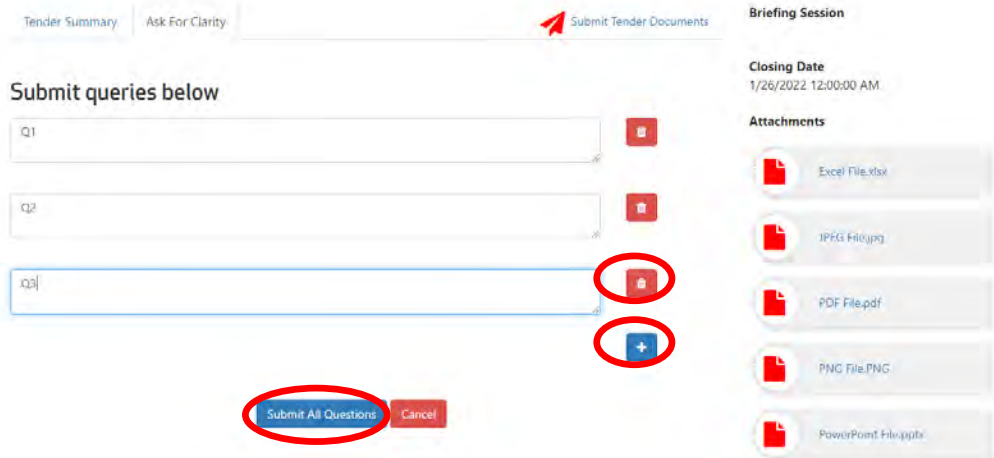 Tender Summary
Ask For Clarity
Submit Tender Documents
Submit queries below
Q1
Q2
Q3
Submit All Questions
Cancel
Briefing Session
Closing Date
1/26/2022 12:00:00 AM
Attachments
Excel File.xlsx
JPEG File.jpg
PDF File.pdf
PNG File.PNG
PowerPoint File.pptx